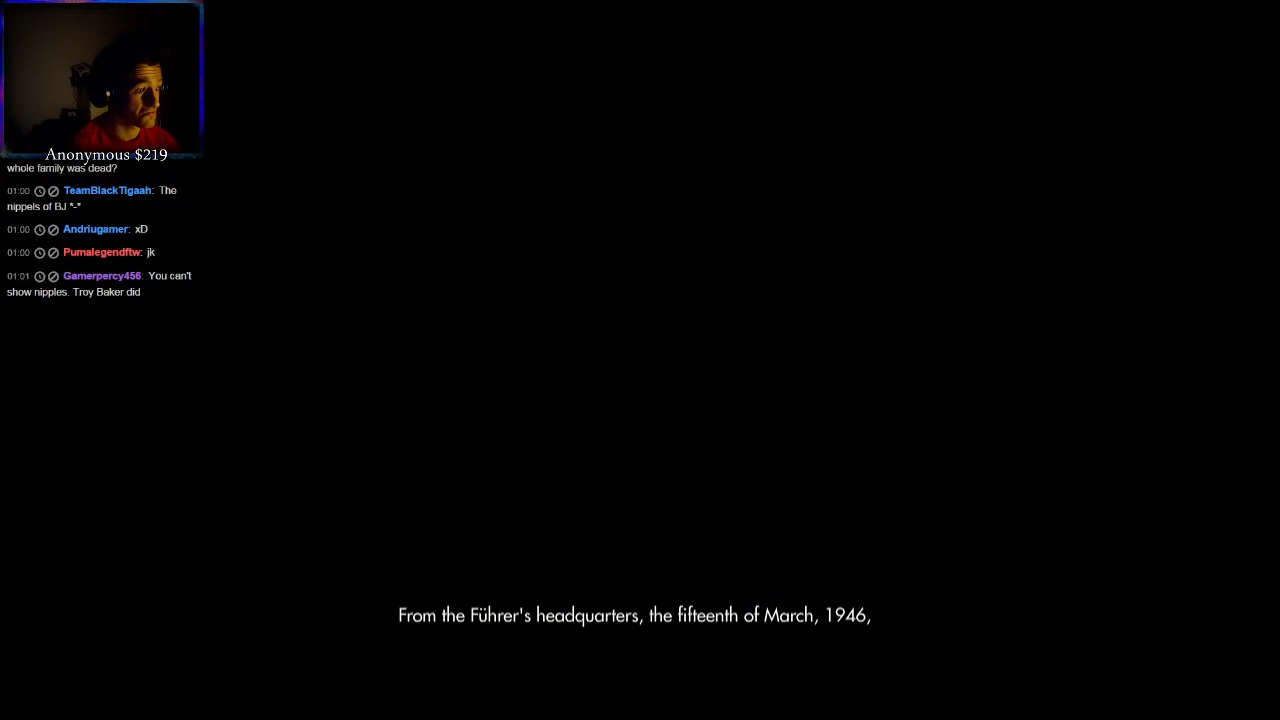 Anonymous $219
whole family was dead?
01:00 TeamBlackTigaah: The
nippels of BJ *-*
01:00 Andriugamer: xD
01:00 Pumalegendftw: jk
01:01 Gamerpercy456: You can't
show nipples. Troy Baker did
From the Führer's headquarters, the fifteenth of March, 1946,